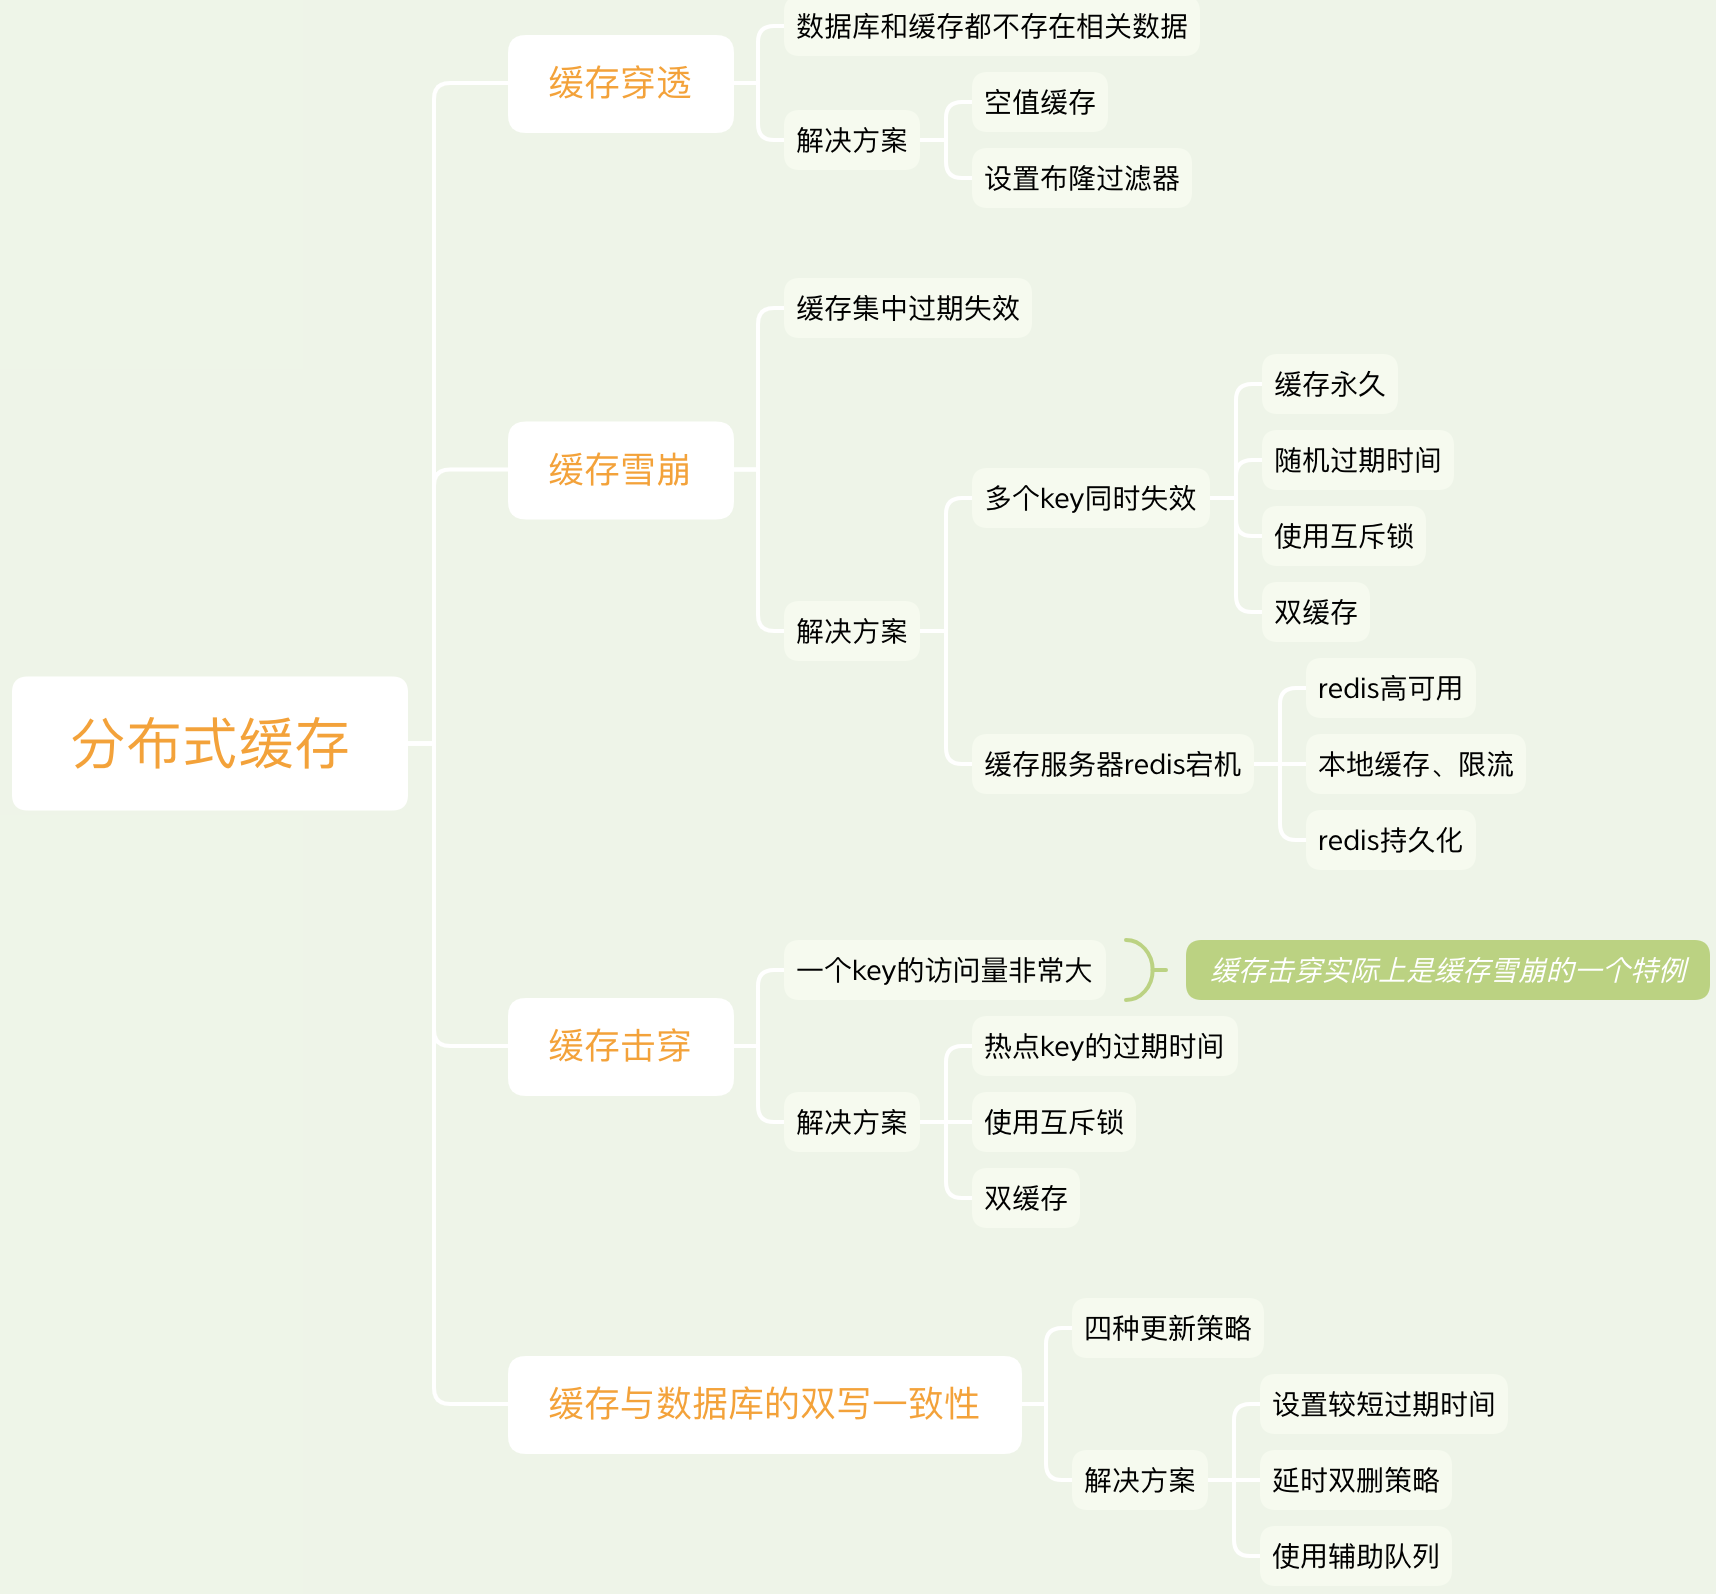 分布式缓存
缓存穿透
数据库和缓存都不存在相关数据
解决方案
空值缓存
设置布隆过滤器
缓存雪崩
缓存集中过期失效
解决方案
多个key同时失效
缓存永久
随机过期时间
使用互斥锁
双缓存
缓存服务器redis宕机
redis高可用
本地缓存、限流
redis持久化
缓存击穿
一个key的访问量非常大
缓存击穿实际上是缓存雪崩的一个特例
解决方案
热点key的过期时间
使用互斥锁
双缓存
缓存与数据库的双写一致性
四种更新策略
解决方案
设置较短过期时间
延时双删策略
使用辅助队列